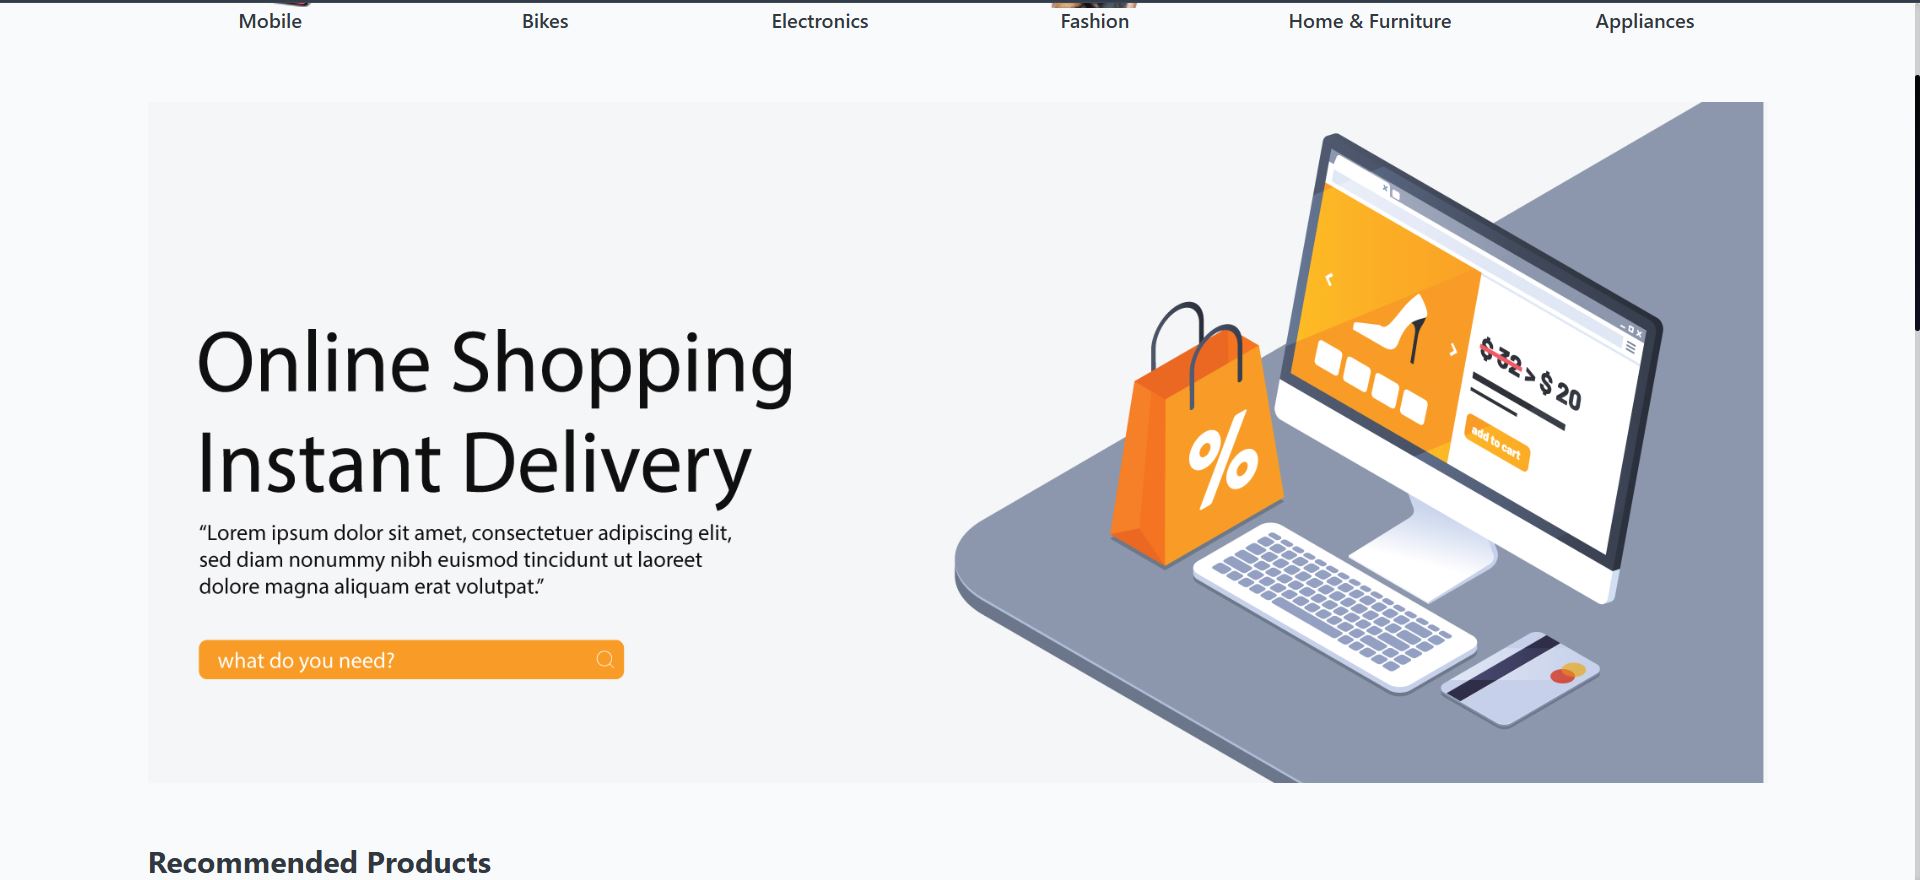 Mobile Bikes Electronics Fashion Home & Furniture Appliances
Online Shopping
Instant Delivery
“Lorem ipsum dolor sit amet, consectetuer adipiscing elit,
sed diam nonummy nibh euismod tincidunt ut laoreet
dolore magna aliquam erat volutpat.”
what do you need?
%
$ 32 > $ 20
add to cart
Recommended Products